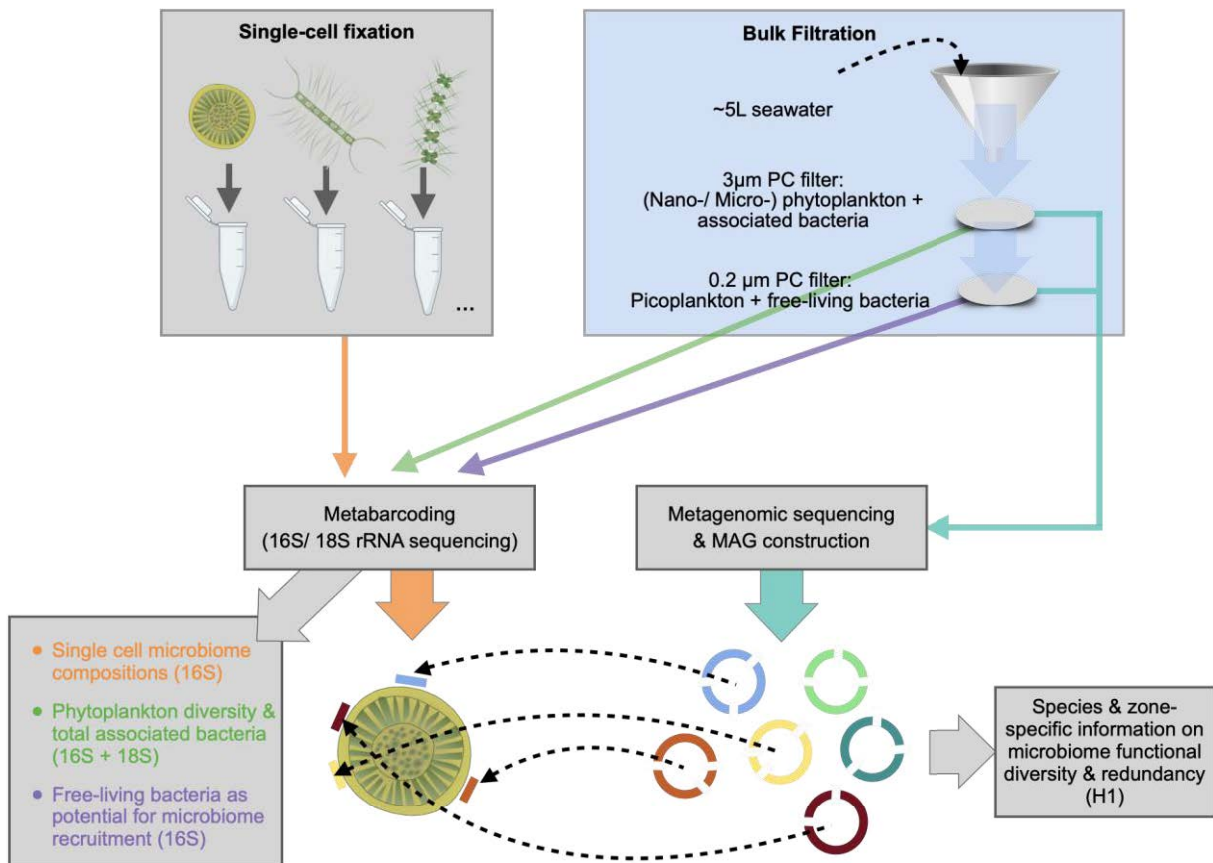 Single-cell fixation
...
Bulk Filtration
~5L seawater
3µm PC filter:
(Nano-/ Micro-) phytoplankton +
associated bacteria
0.2 µm PC filter:
Picoplankton + free-living bacteria
Metabarcoding
(16S/ 18S rRNA sequencing)
Metagenomic sequencing
& MAG construction
• Single cell microbiome
compositions (16S)
• Phytoplankton diversity &
total associated bacteria
(16S + 18S)
• Free-living bacteria as
potential for microbiome
recruitment (16S)
Species & zone-
specific information on
microbiome functional
diversity & redundancy
(H1)